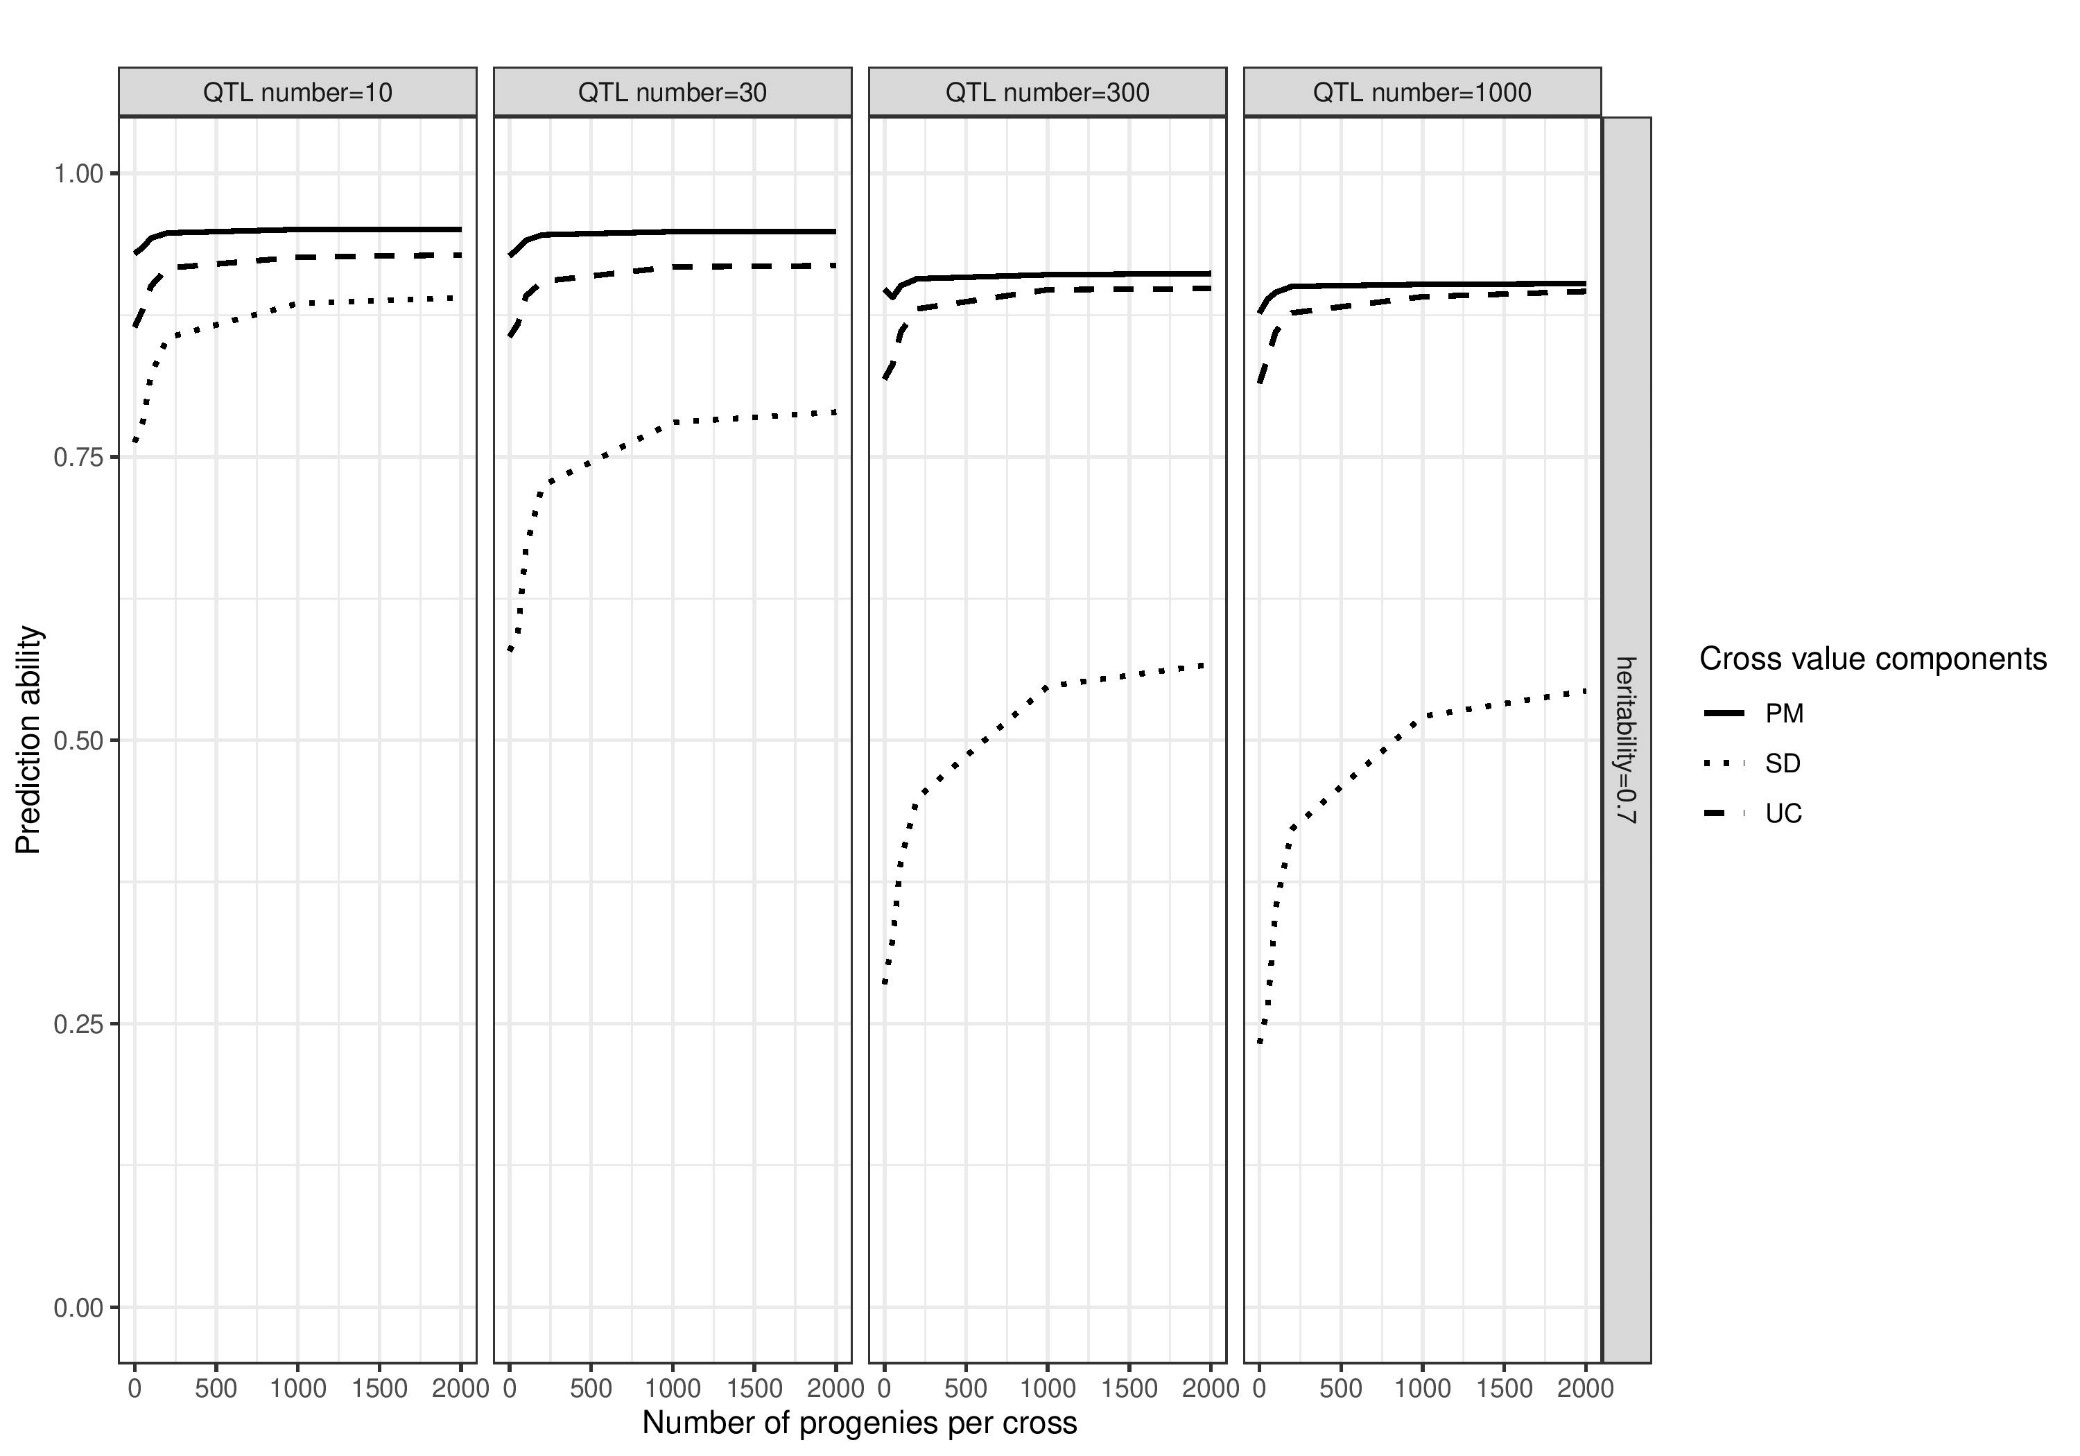 QTL number=10
QTL number=30
QTL number=300
QTL number=1000
1.00
0.75
0.50
0.25
0.00
Prediction ability
heritability=0.7
Cross value components
PM
SD
UC
0 500 1000 1500 2000 0 500 1000 1500 2000 0 500 1000 1500 2000 0 500 1000 1500 2000
Number of progenies per cross